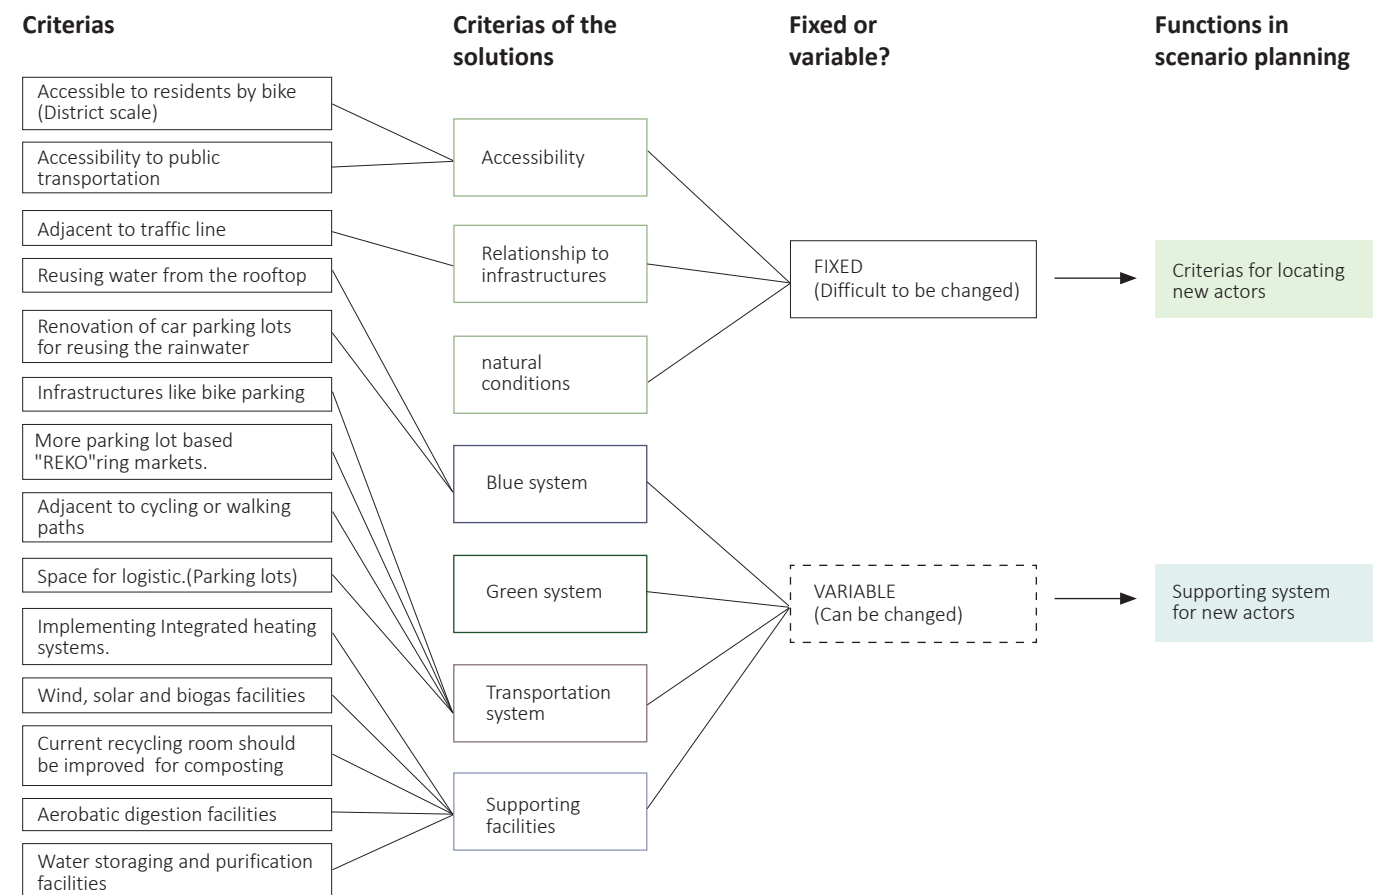 Criterias
Criterias of the
solutions
Fixed or
variable?
Functions in
scenario planning
Accessible to residents by bike
(District scale)
Accessibility to public
transportation
Adjacent to traffic line
Reusing water from the rooftop
Renovation of car parking lots
for reusing the rainwater
Infrastructures like bike parking
More parking lot based
"REKO"ring markets.
Adjacent to cycling or walking
paths
Space for logistic.(Parking lots)
Implementing Integrated heating
systems.
Wind, solar and biogas facilities
Current recycling room should
be improved  for composting
Aerobatic digestion facilities
Water storaging and purification
facilities
Accessibility
Relationship to
infrastructures
natural
conditions
Blue system
Green system
Transportation
system
Supporting
facilities
FIXED
(Difficult to be changed)
VARIABLE
(Can be changed)
Criterias for locating
new actors
Supporting system
for new actors